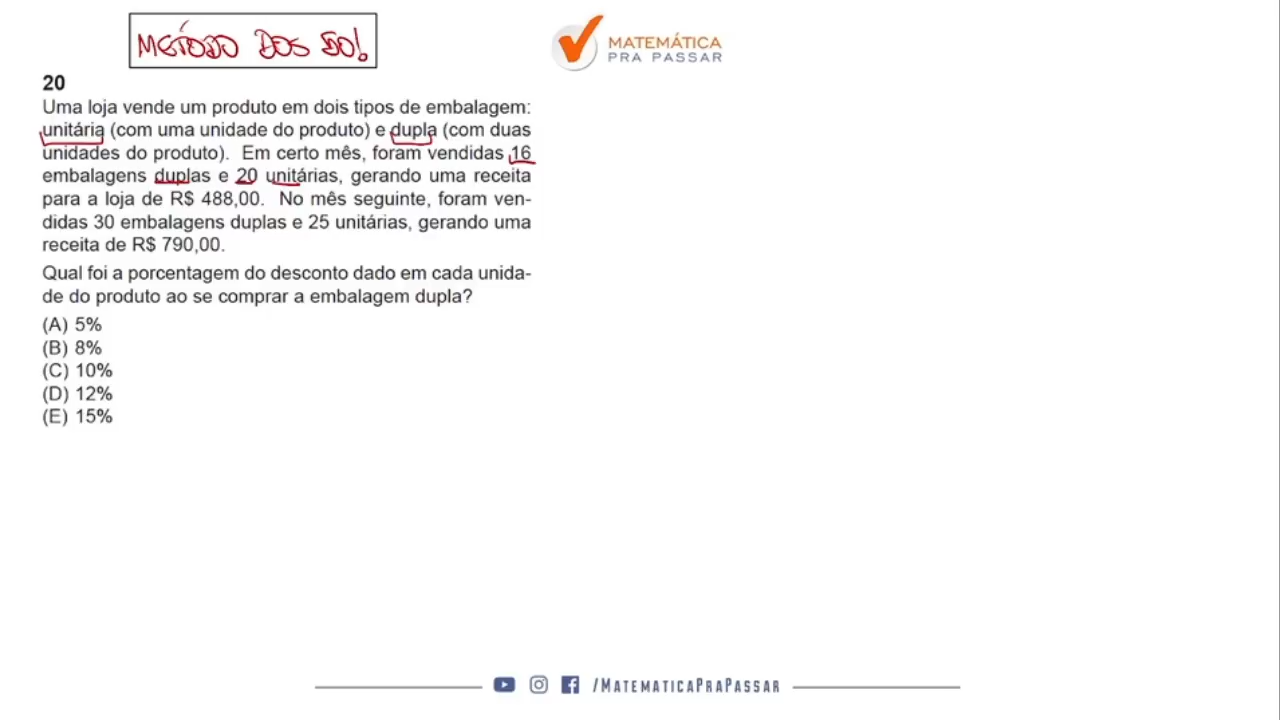 MÉTODO DOS 50!
MATEMÁTICA
PRA PASSAR
20
Uma loja vende um produto em dois tipos de embalagem:
unitária (com uma unidade do produto) e dupla (com duas
unidades do produto). Em certo mês, foram vendidas 16
embalagens duplas e 20 unitárias, gerando uma receita
para a loja de R$ 488,00. No mês seguinte, foram ven-
didas 30 embalagens duplas e 25 unitárias, gerando uma
receita de R$ 790,00.
Qual foi a porcentagem do desconto dado em cada unida-
de do produto ao se comprar a embalagem dupla?
(A) 5%
(B) 8%
(C) 10%
(D) 12%
(E) 15%
/MATEMATICAPRAPASSAR